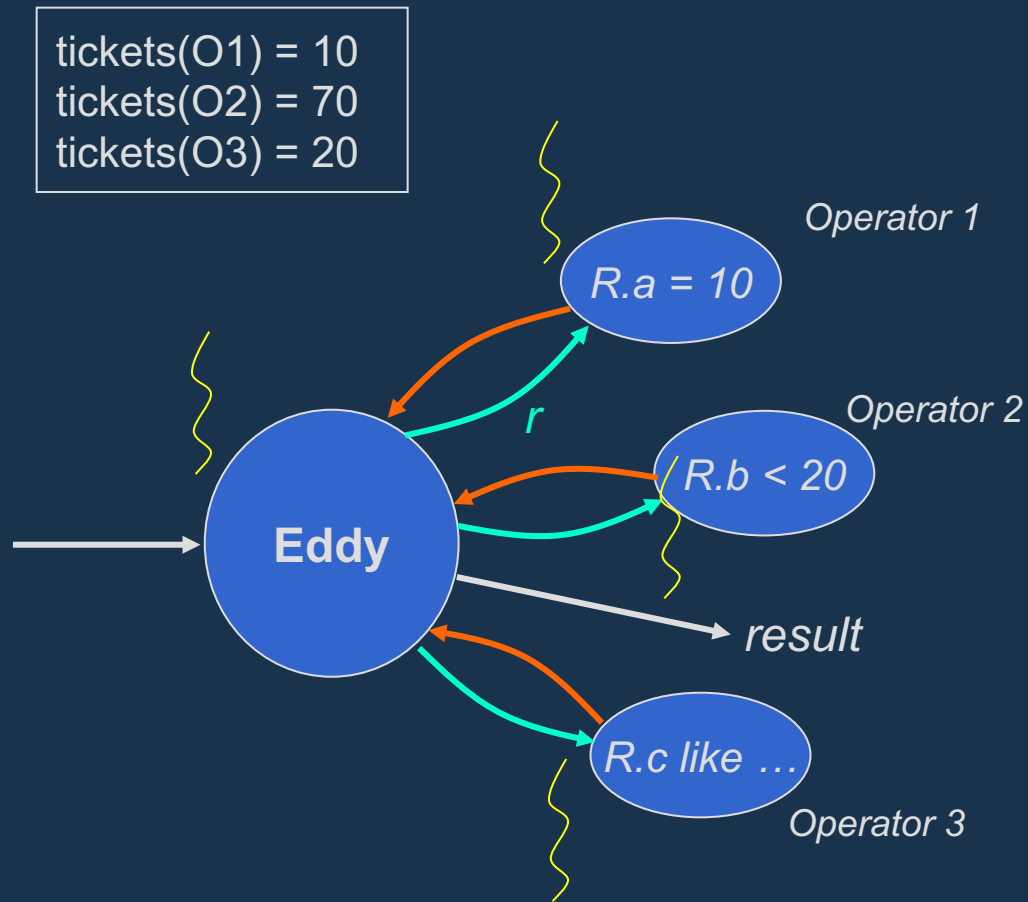 tickets(O1) = 10
tickets(O2) = 70
tickets(O3) = 20
Operator 1
R.a = 10
r
Operator 2
R.b < 20
Eddy
result
R.c like …
Operator 3